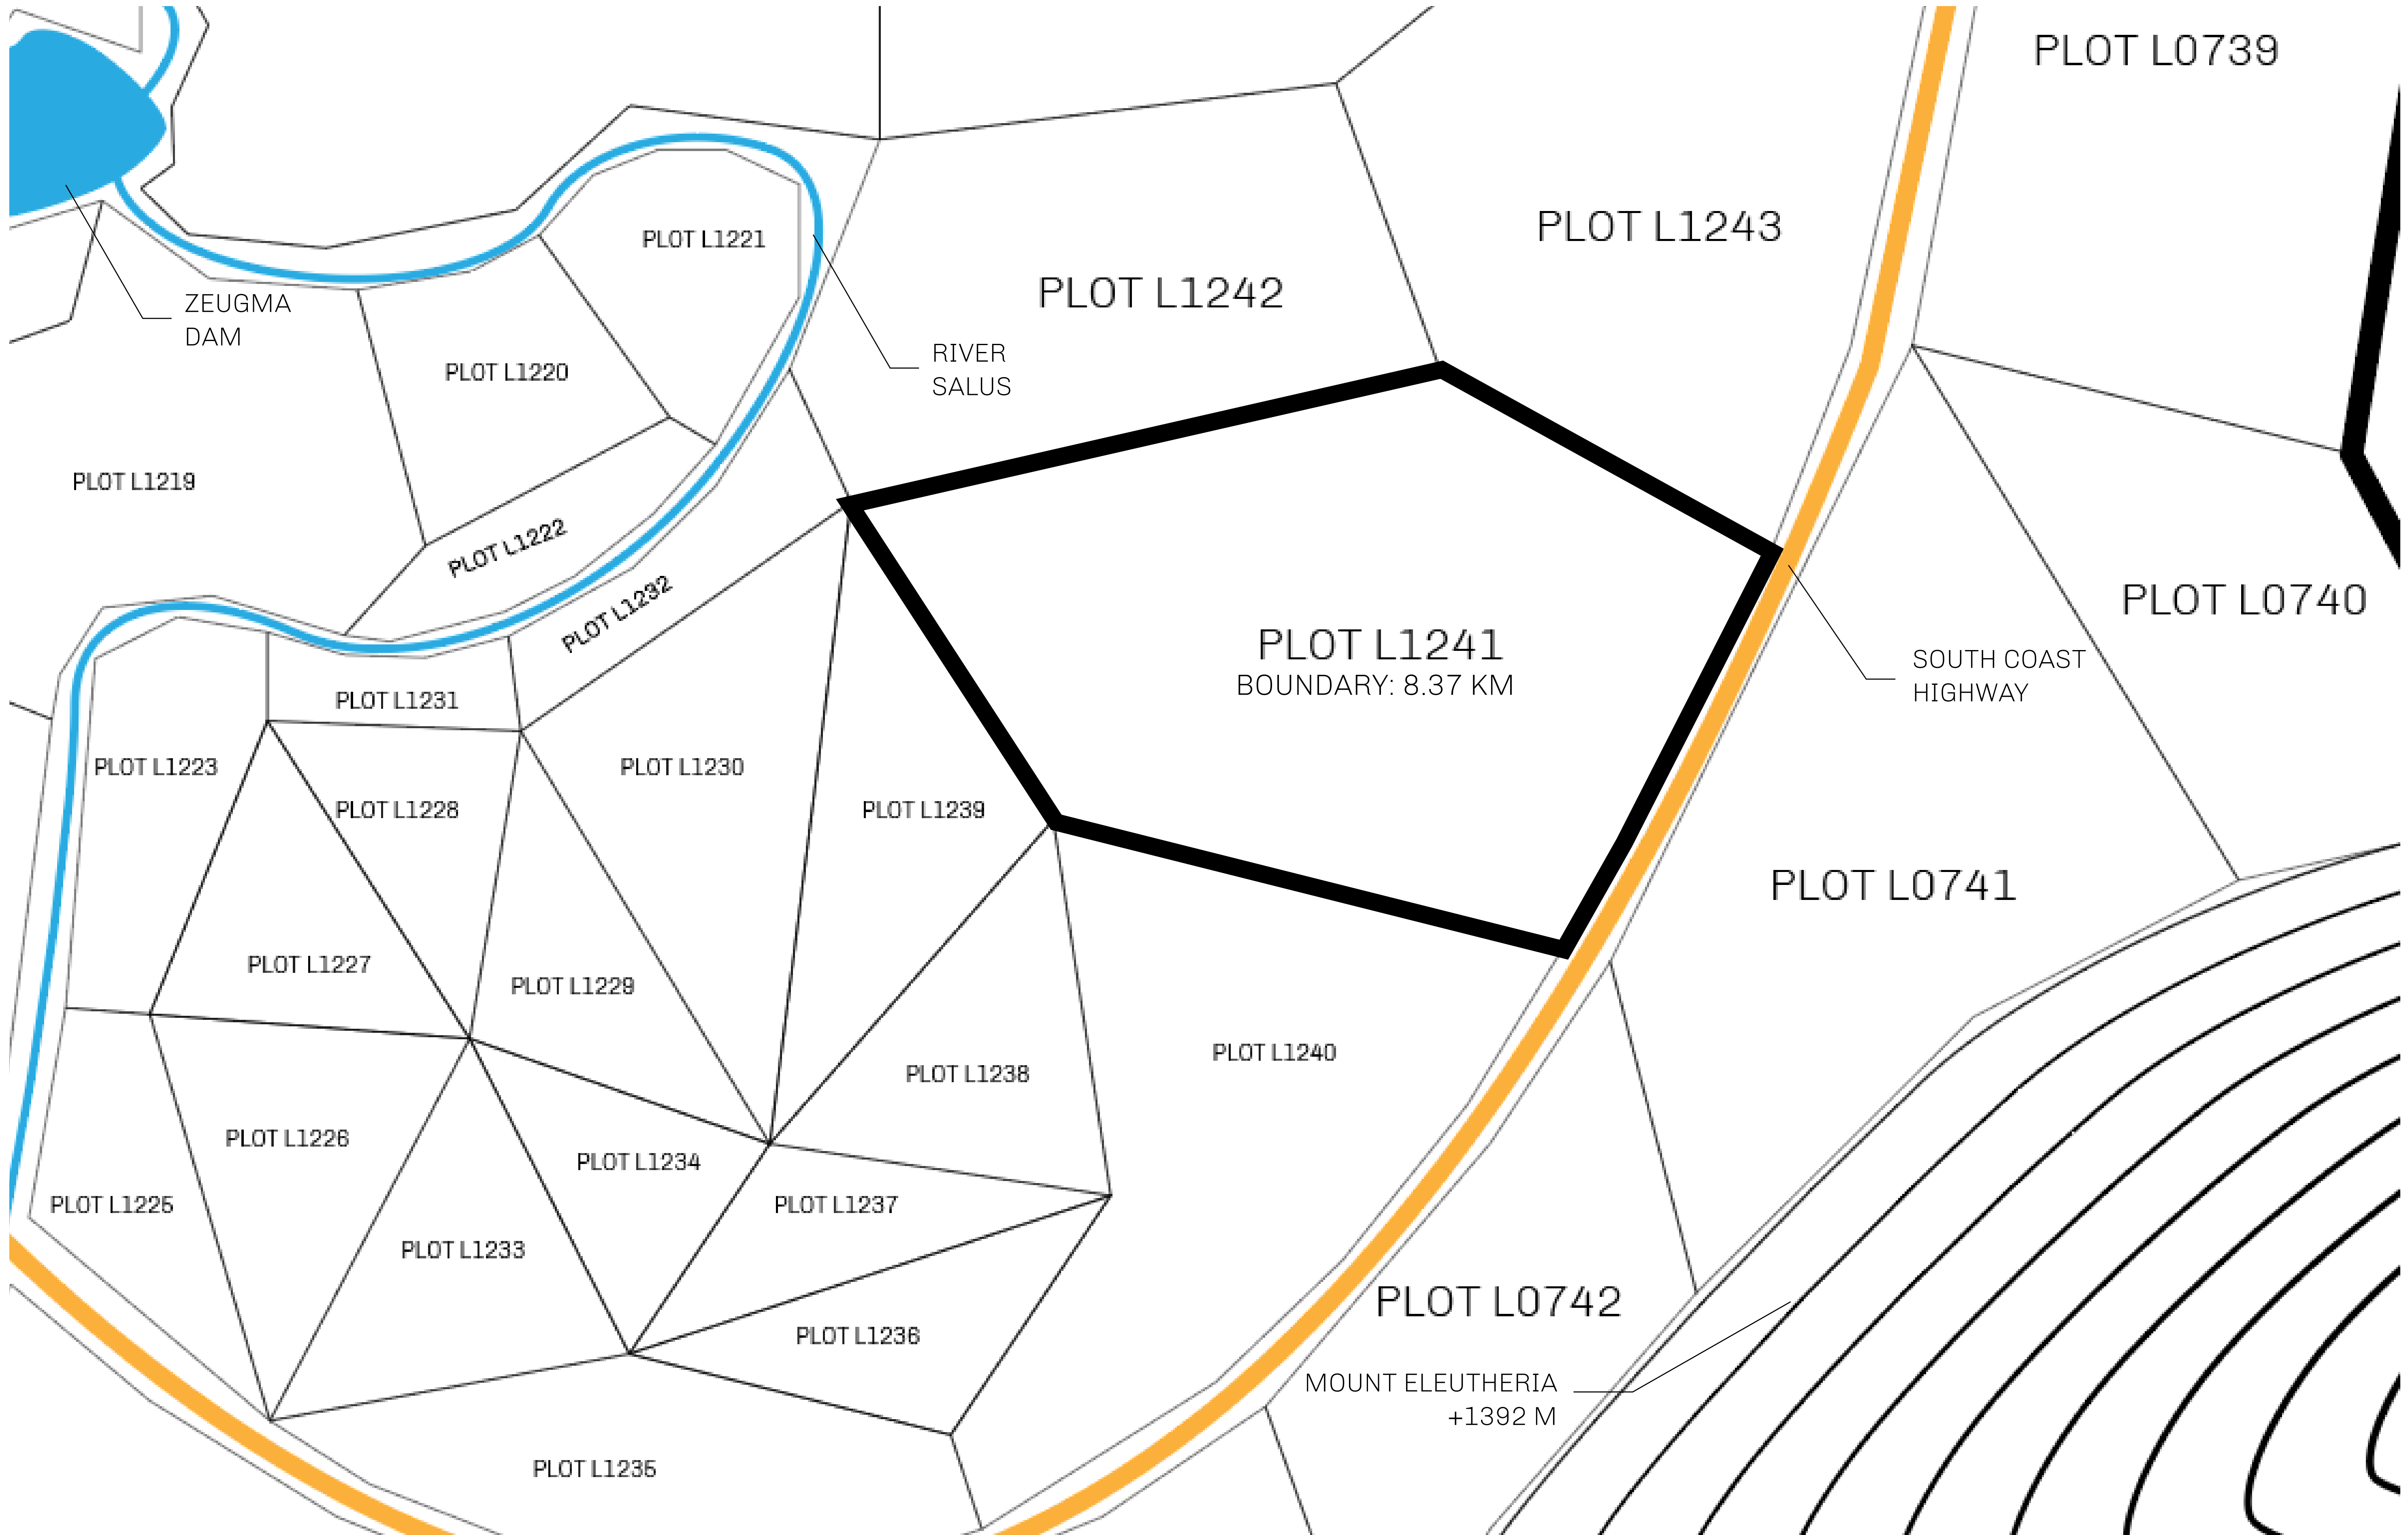 PLOT L0739
PLOT L1243
PLOT L1221
PLOT L1242
ZEUGMA
DAM
RIVER
SALUS
PLOT L1220
PLOT L1219
PLOT L1222
PLOT L1232
PLOT L0740
PLOT L1241
BOUNDARY: 8.37 KM
SOUTH COAST
HIGHWAY
PLOT L1231
PLOT L1223
PLOT L1230
PLOT L1228
PLOT L1239
PLOT L0741
PLOT L1227
PLOT L1229
PLOT L1240
PLOT L1238
PLOT L1226
PLOT L1234
PLOT L1225
PLOT L1237
PLOT L1233
PLOT L0742
PLOT L1236
MOUNT ELEUTHERIA
+1392 M
PLOT L1235